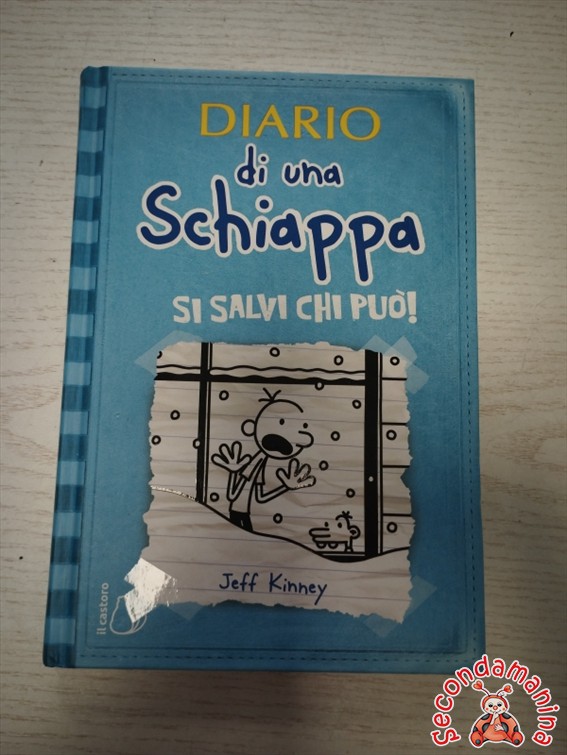 DIARIO
di una
Schiappa
SI SALVI CHI PUÒ!
Jeff Kinney
il castoro
secondamanina